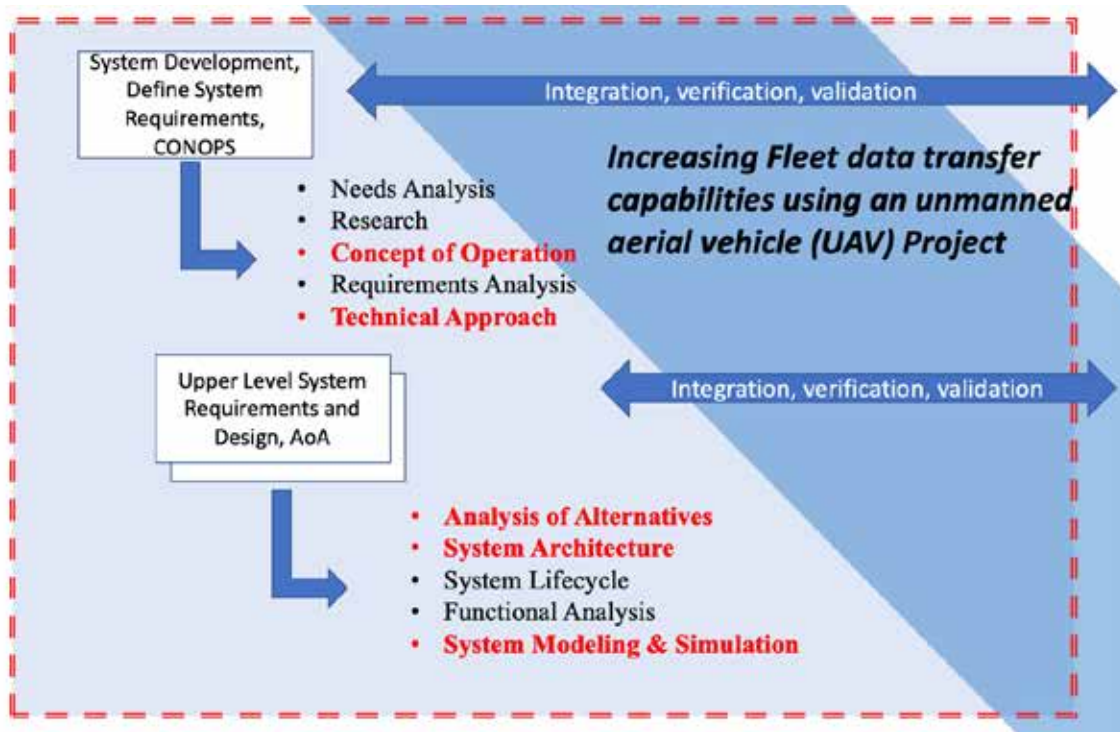 System Development,
Define System
Requirements,
CONOPS
Integration, verification, validation
Increasing Fleet data transfer
capabilities using an unmanned
aerial vehicle (UAV) Project
• Needs Analysis
• Research
• Concept of Operation
• Requirements Analysis
• Technical Approach
Upper Level System
Requirements and
Design, AoA
Integration, verification, validation
• Analysis of Alternatives
• System Architecture
• System Lifecycle
• Functional Analysis
• System Modeling & Simulation